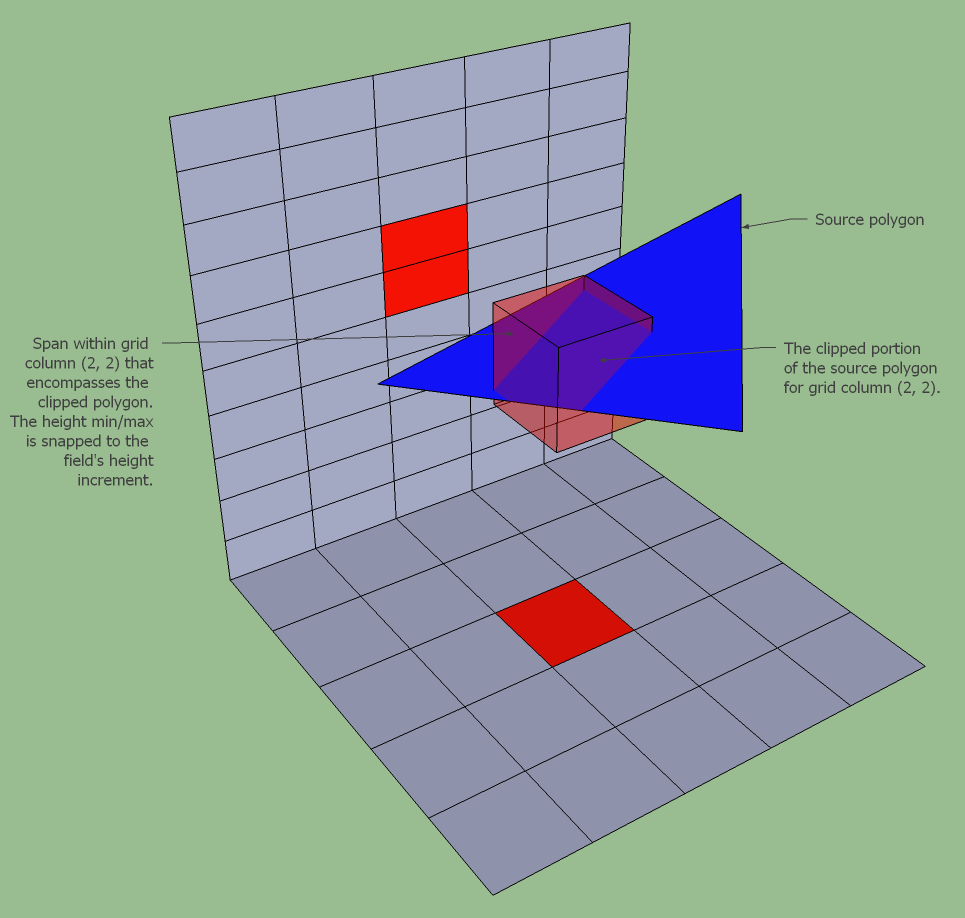 Source polygon
Span within grid
column (2, 2) that
encompasses the
clipped polygon.
The height min/max
is snapped to the
field's height
increment.
The clipped portion
of the source polygon
for grid column (2, 2).